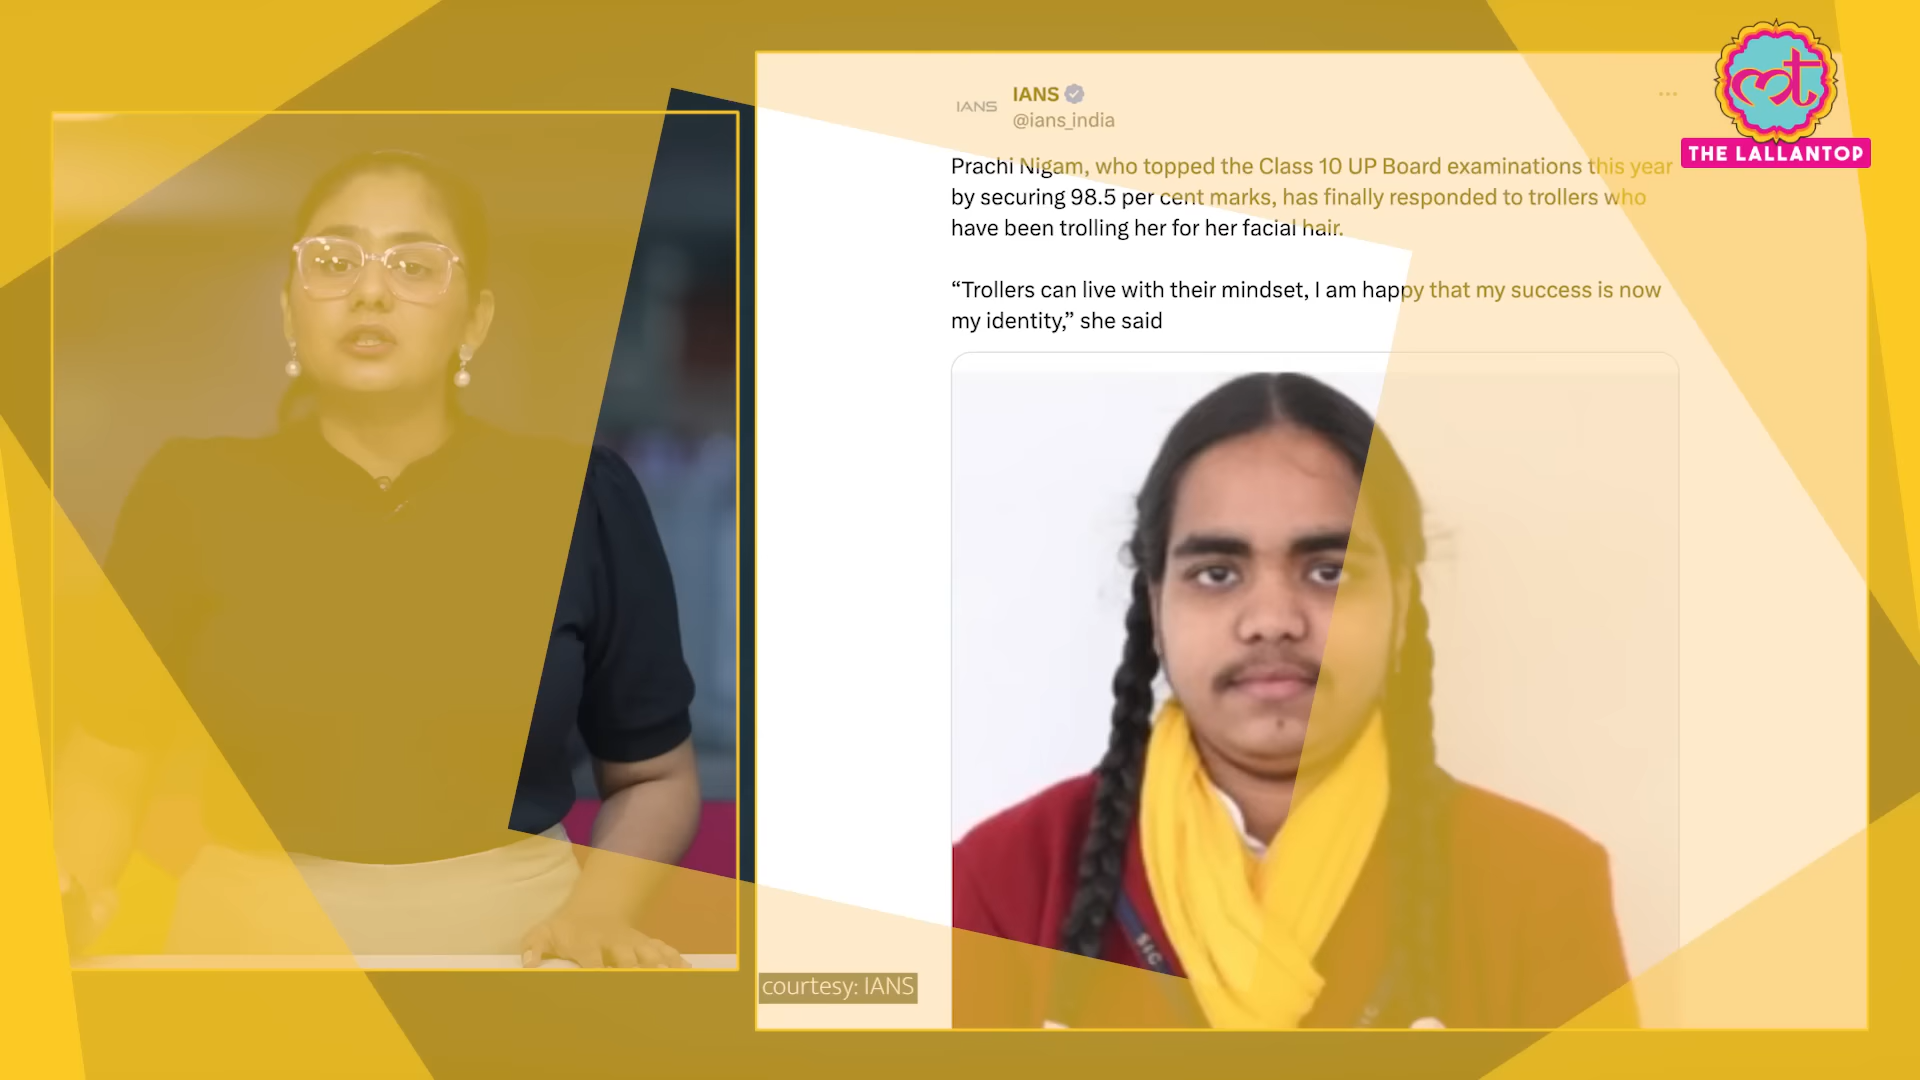 IANS
IANS
@ians_india
THE LALLANTOP
Prachi Nigam, who topped the Class 10 UP Board examinations this year
by securing 98.5 per cent marks, has finally responded to trollers who
have been trolling her for her facial hair.
“Trollers can live with their mindset, I am happy that my success is now
my identity,” she said
SIC
courtesy: IANS